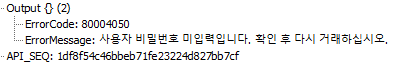 Output {} (2)
ErrorCode: 80004050
ErrorMessage: 사용자 비밀번호 미입력입니다. 확인 후 다시 거래하십시오.
API_SEQ: 1df8f54c46bbeb71fe23224d827bb7cf